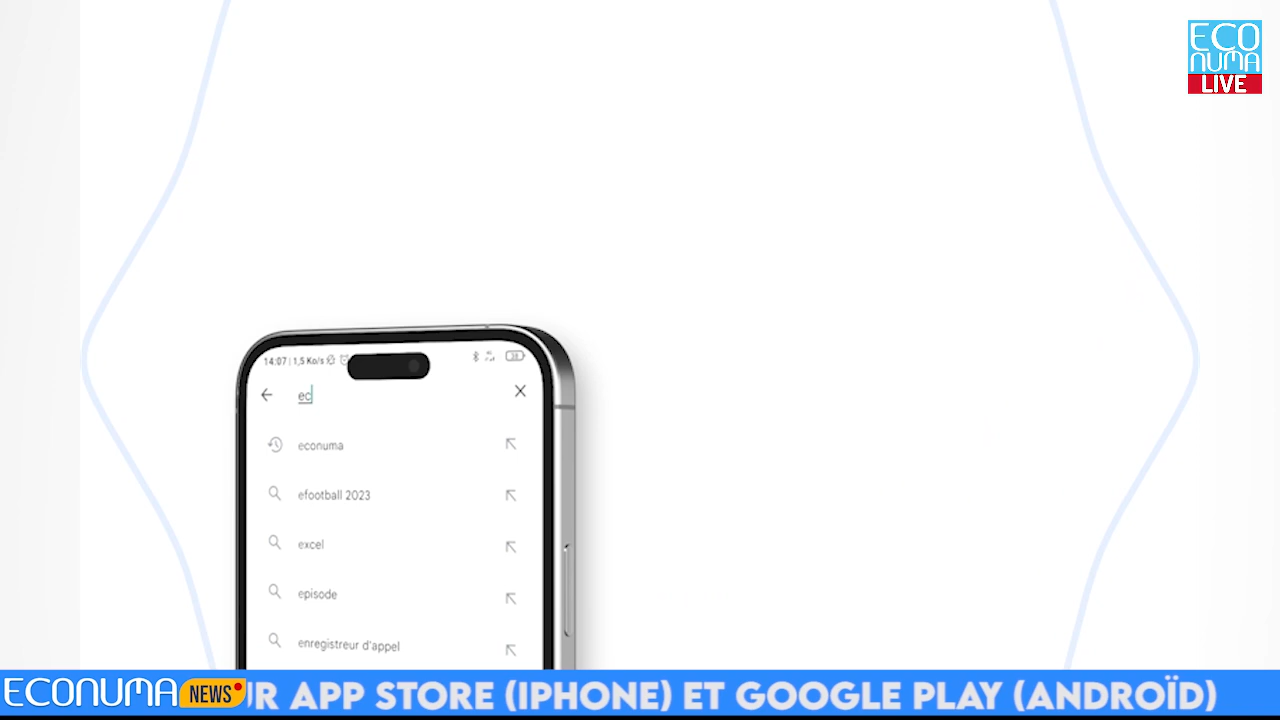 ECO
NUMA
LIVE
14:07 | 1,5 Ko/s
ec
econuma
efootball 2023
excel
episode
enregistreur d'appel
ECONUMA NEWS
UR APP STORE (IPHONE) ET GOOGLE PLAY (ANDROÏD)